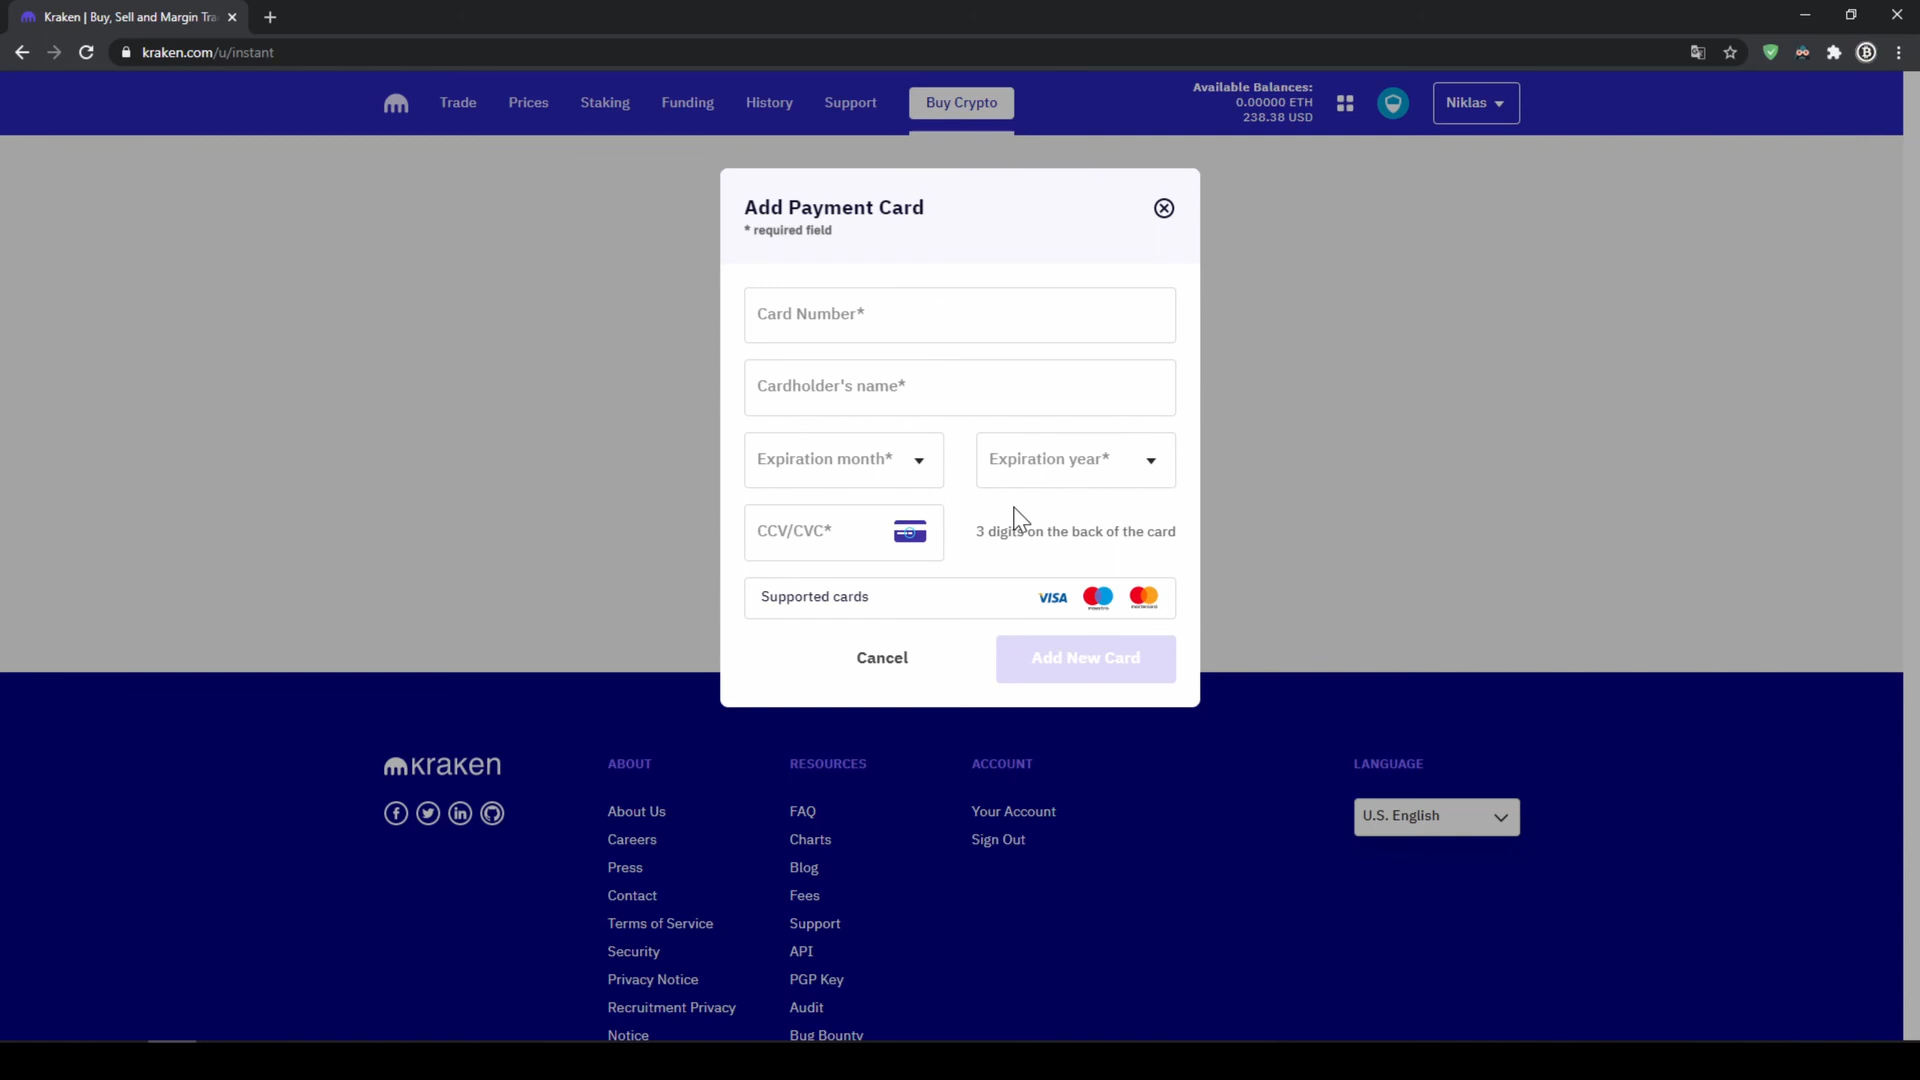 Kraken | Buy, Sell and Margin Tra
kraken.com/u/instant
Trade
Prices
Staking
Funding
History
Support
Buy Crypto
Available Balances:
0.00000 ETH
238.38 USD
Niklas
Add Payment Card
* required field
Card Number*
Cardholder's name*
Expiration month*
Expiration year*
CCV/CVC*
3 digits on the back of the card
Supported cards
VISA
maestro
mastercard
Cancel
Add New Card
kraken
ABOUT
About Us
Careers
Press
Contact
Terms of Service
Security
Privacy Notice
Recruitment Privacy
Notice
RESOURCES
FAQ
Charts
Blog
Fees
Support
API
PGP Key
Audit
Bug Bounty
ACCOUNT
Your Account
Sign Out
LANGUAGE
U.S. English